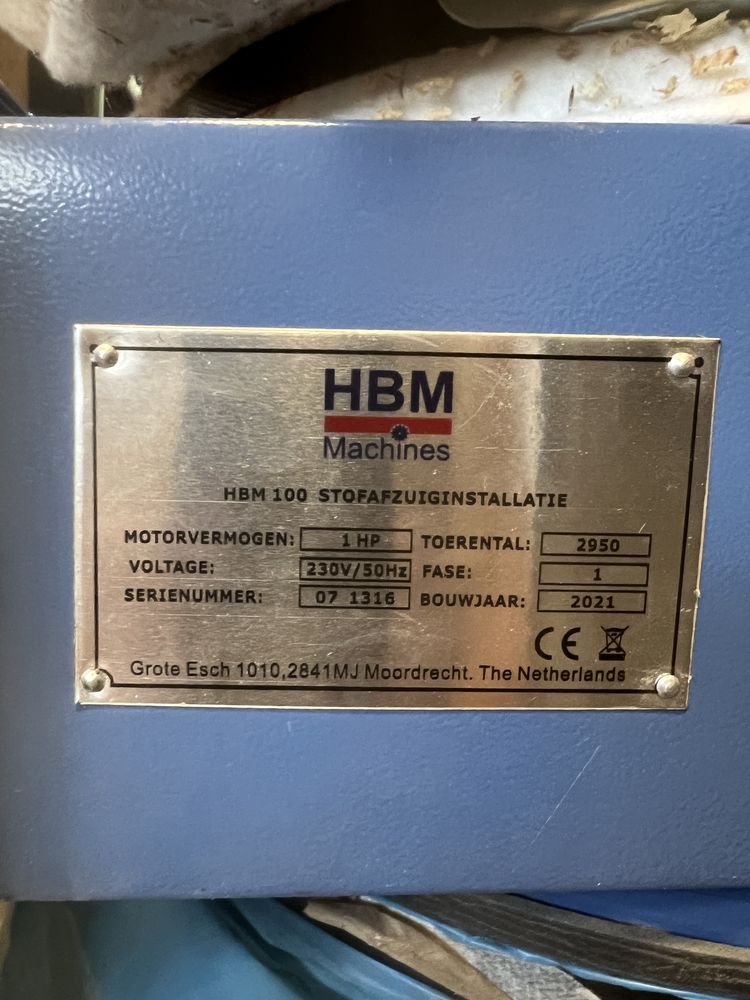 HBM
Machines
HBM 100 STOFAFZUIGINSTALLATIE
MOTORVERMOGEN: 1 HP TOERENTAL: 2950
VOLTAGE: 230V/50Hz FASE: 1
SERIENUMMER: 07 1316 BOUWJAAR: 2021
CE
Grote Esch 1010,2841MJ Moordrecht. The Netherlands